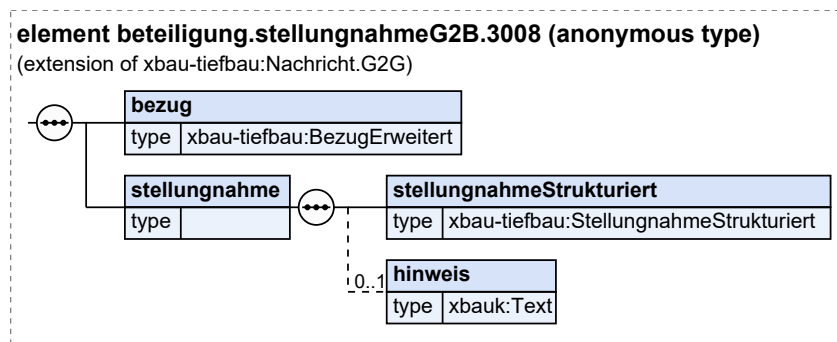 element beteiligung.stellungnahmeG2B.3008 (anonymous type)
(extension of xbau-tiefbau:Nachricht.G2G)
bezug
type xbau-tiefbau:BezugErweitert
stellungnahme
type
stellungnahmeStrukturiert
type xbau-tiefbau:StellungnahmeStrukturiert
0..1
hinweis
type xbauk:Text